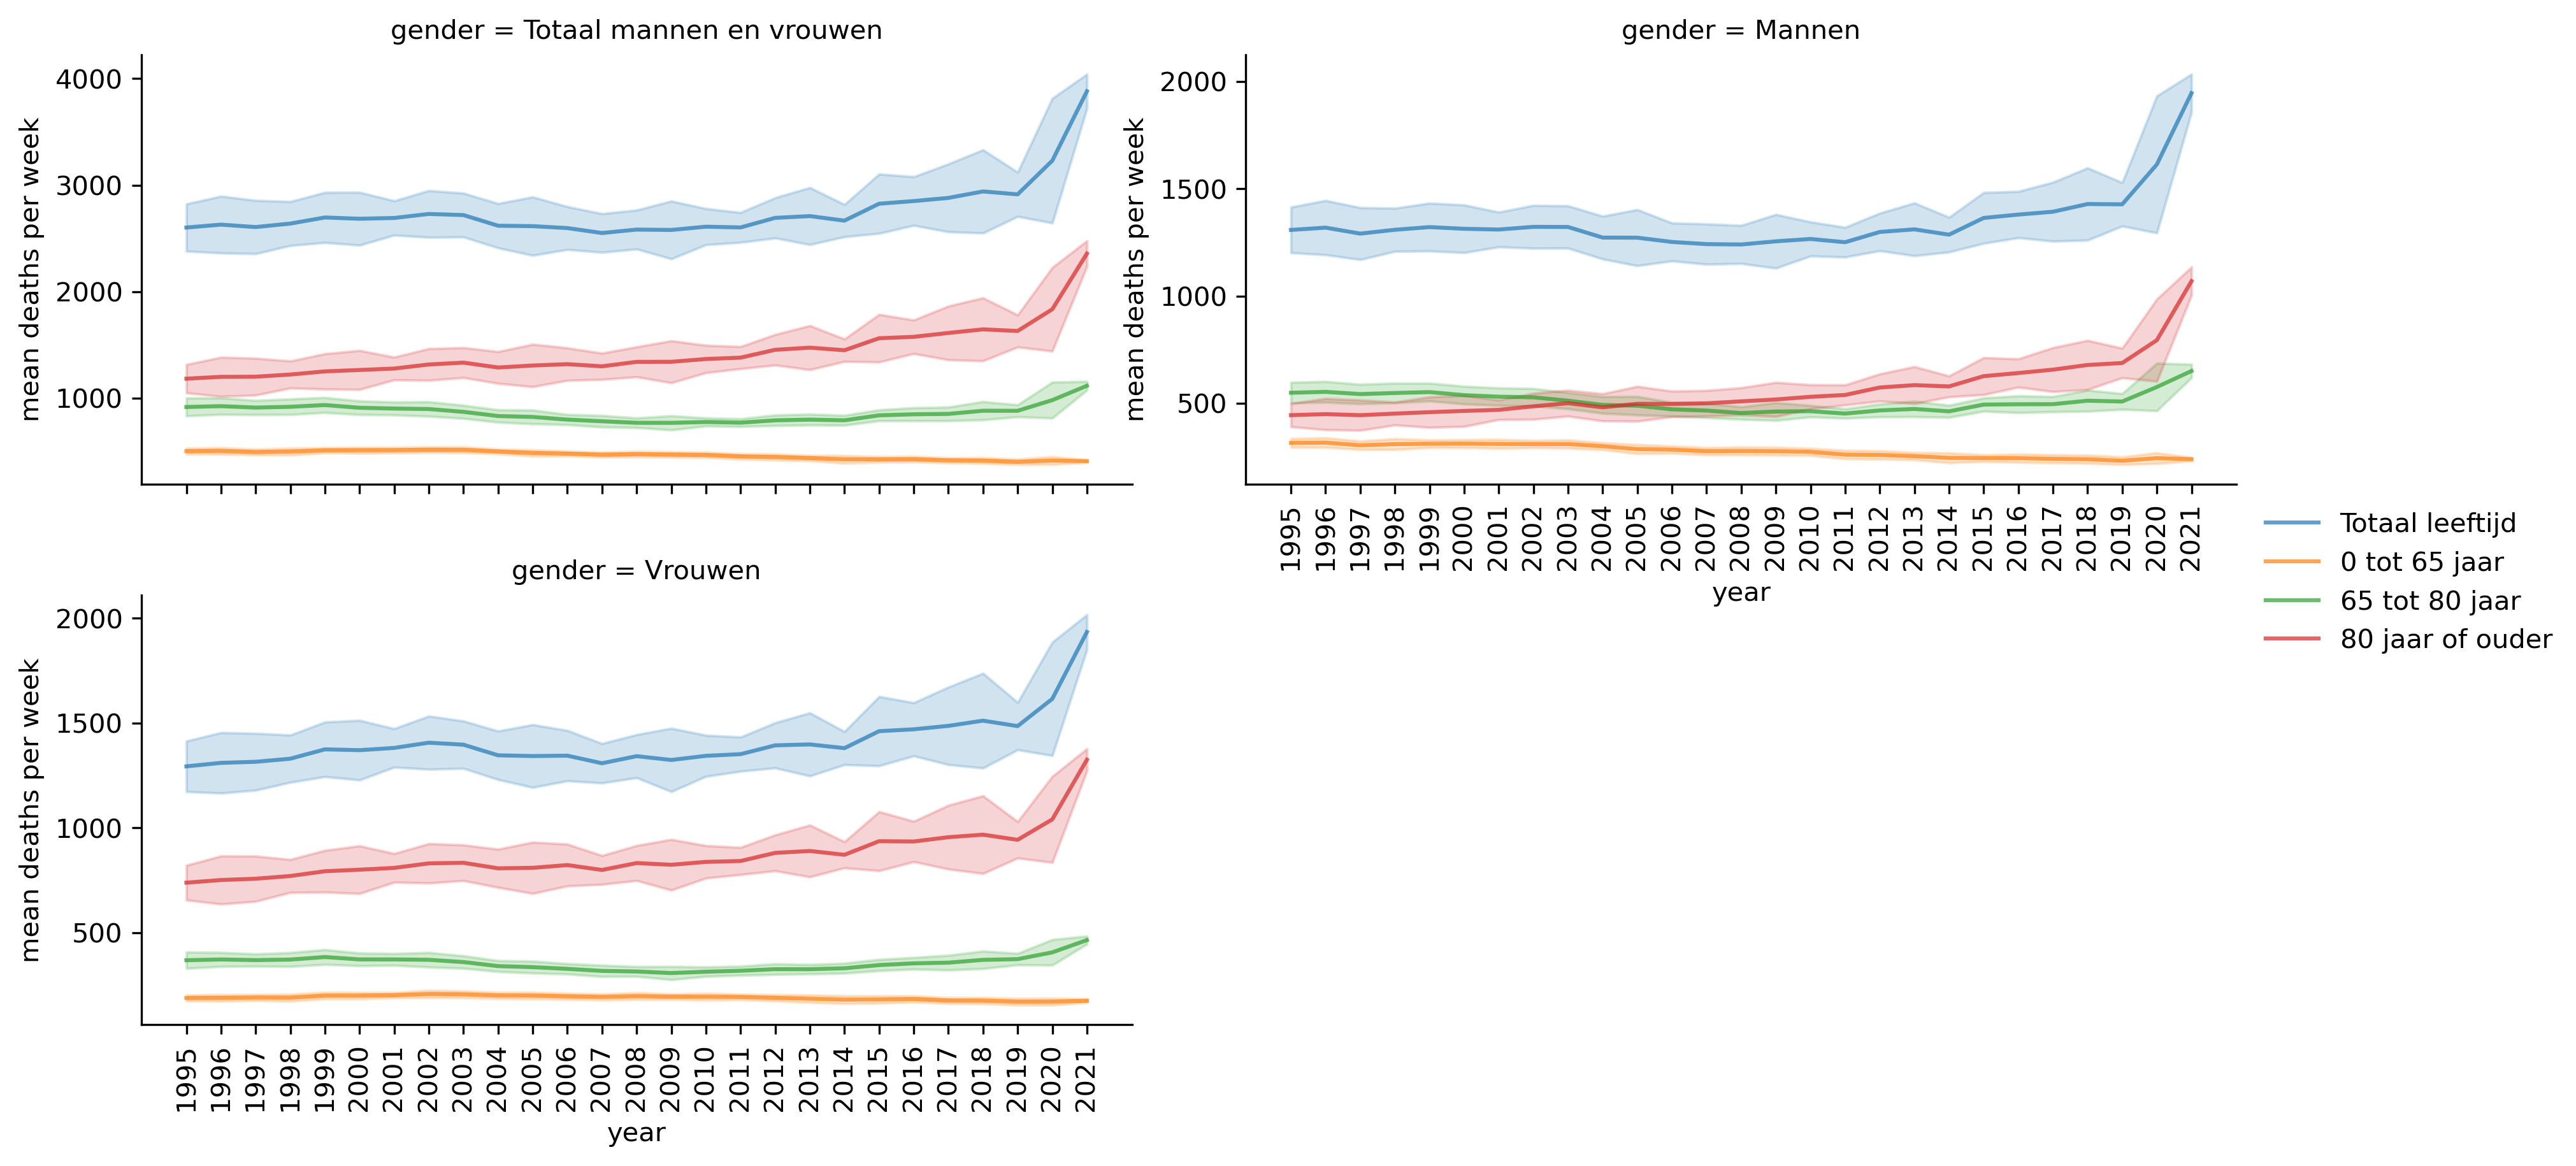 gender = Totaal mannen en vrouwen
mean deaths per week
4000
3000
2000
1000
gender = Mannen
mean deaths per week
2000
1500
1000
500
1995 1996 1997 1998 1999 2000 2001 2002 2003 2004 2005 2006 2007 2008 2009 2010 2011 2012 2013 2014 2015 2016 2017 2018 2019 2020 2021
year
Totaal leeftijd
0 tot 65 jaar
65 tot 80 jaar
80 jaar of ouder
gender = Vrouwen
mean deaths per week
2000
1500
1000
500
1995 1996 1997 1998 1999 2000 2001 2002 2003 2004 2005 2006 2007 2008 2009 2010 2011 2012 2013 2014 2015 2016 2017 2018 2019 2020 2021
year